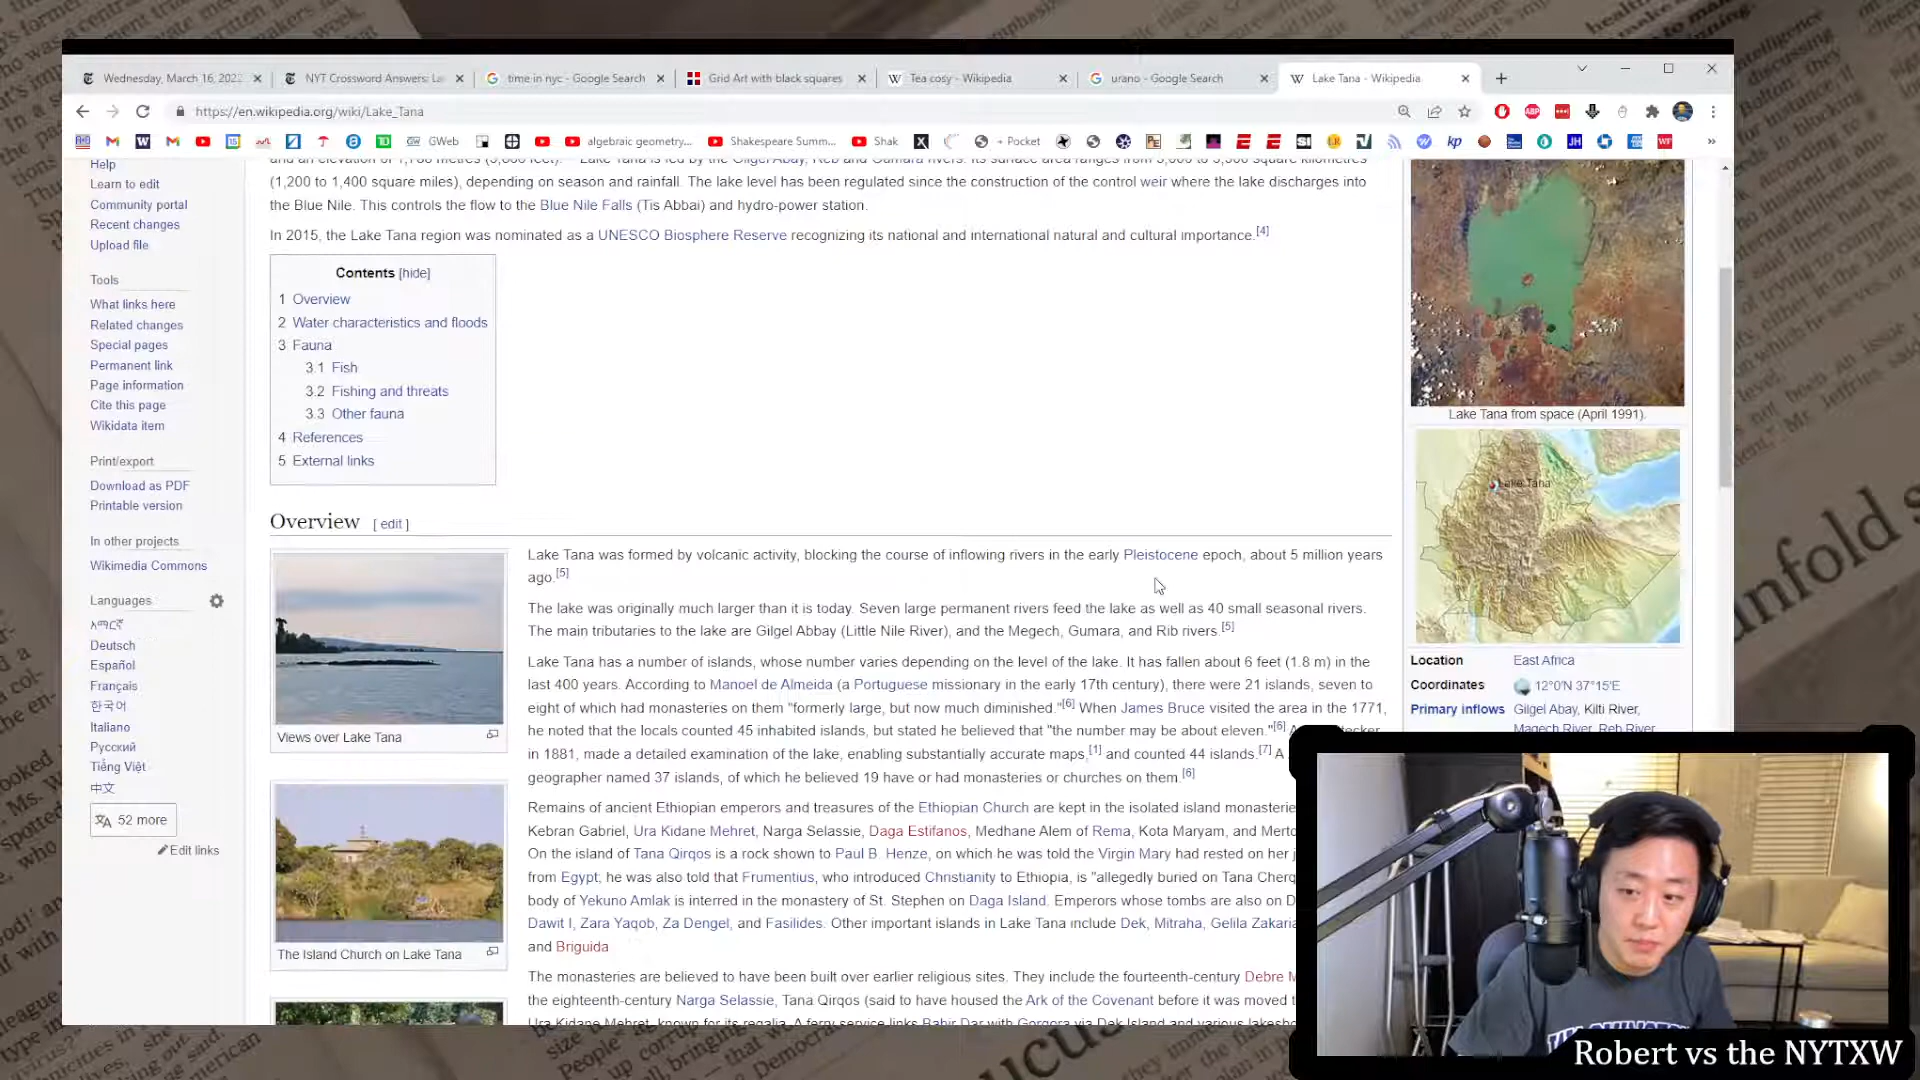 Wednesday, March 16, 2022
NYT Crossword Answers: La
time in nyc - Google Search
Grid Art with black squares
Tea cosy - Wikipedia
urano - Google Search
Lake Tana - Wikipedia
https://en.wikipedia.org/wiki/Lake_Tana
GWeb
algebraic geometry...
Shakespeare Summ...
Shak
Pocket
Help
Learn to edit
Community portal
Recent changes
Upload file
Tools
What links here
Related changes
Special pages
Permanent link
Page information
Cite this page
Wikidata item
Print/export
Download as PDF
Printable version
In other projects
Wikimedia Commons
Languages
አማርኛ
Deutsch
Español
Français
한국어
Italiano
Русский
Tiếng Việt
中文
52 more
Edit links
(1,200 to 1,400 square miles), depending on season and rainfall. The lake level has been regulated since the construction of the control weir where the lake discharges into
the Blue Nile. This controls the flow to the Blue Nile Falls (Tis Abbai) and hydro-power station.
In 2015, the Lake Tana region was nominated as a UNESCO Biosphere Reserve recognizing its national and international natural and cultural importance.[4]
Contents [hide]
1 Overview
2 Water characteristics and floods
3 Fauna
3.1 Fish
3.2 Fishing and threats
3.3 Other fauna
4 References
5 External links
Overview [ edit ]
Views over Lake Tana
The Island Church on Lake Tana
Lake Tana was formed by volcanic activity, blocking the course of inflowing rivers in the early Pleistocene epoch, about 5 million years
ago.[5]
The lake was originally much larger than it is today. Seven large permanent rivers feed the lake as well as 40 small seasonal rivers.
The main tributaries to the lake are Gilgel Abbay (Little Nile River), and the Megech, Gumara, and Rib rivers.[5]
Lake Tana has a number of islands, whose number varies depending on the level of the lake. It has fallen about 6 feet (1.8 m) in the
last 400 years. According to Manoel de Almeida (a Portuguese missionary in the early 17th century), there were 21 islands, seven to
eight of which had monasteries on them "formerly large, but now much diminished."[6] When James Bruce visited the area in the 1771,
he noted that the locals counted 45 inhabited islands, but stated he believed that "the number may be about eleven."[6] A
in 1881, made a detailed examination of the lake, enabling substantially accurate maps,[1] and counted 44 islands.[7] A
geographer named 37 islands, of which he believed 19 have or had monasteries or churches on them.[6]
Remains of ancient Ethiopian emperors and treasures of the Ethiopian Church are kept in the isolated island monasterie
Kebran Gabriel, Ura Kidane Mehret, Narga Selassie, Daga Estifanos, Medhane Alem of Rema, Kota Maryam, and Merto
On the island of Tana Qirqos is a rock shown to Paul B. Henze, on which he was told the Virgin Mary had rested on her j
from Egypt; he was also told that Frumentius, who introduced Christianity to Ethiopia, is "allegedly buried on Tana Cherq
body of Yekuno Amlak is interred in the monastery of St. Stephen on Daga Island. Emperors whose tombs are also on D
Dawit I, Zara Yaqob, Za Dengel, and Fasilides. Other important islands in Lake Tana include Dek, Mitraha, Gelila Zakaria
and Briguida
The monasteries are believed to have been built over earlier religious sites. They include the fourteenth-century Debre M
the eighteenth-century Narga Selassie, Tana Qirqos (said to have housed the Ark of the Covenant before it was moved t
Ura Kidane Mehret, known for its regalia. A ferry service links Bahir Dar with Gorgora via Dek Island and various lakesho
Lake Tana from space (April 1991).
Lake Tana
Location East Africa
Coordinates 12°0′N 37°15′E
Primary inflows Gilgel Abay, Kilti River,
Magech River, Reb River
Robert vs the NYTXW